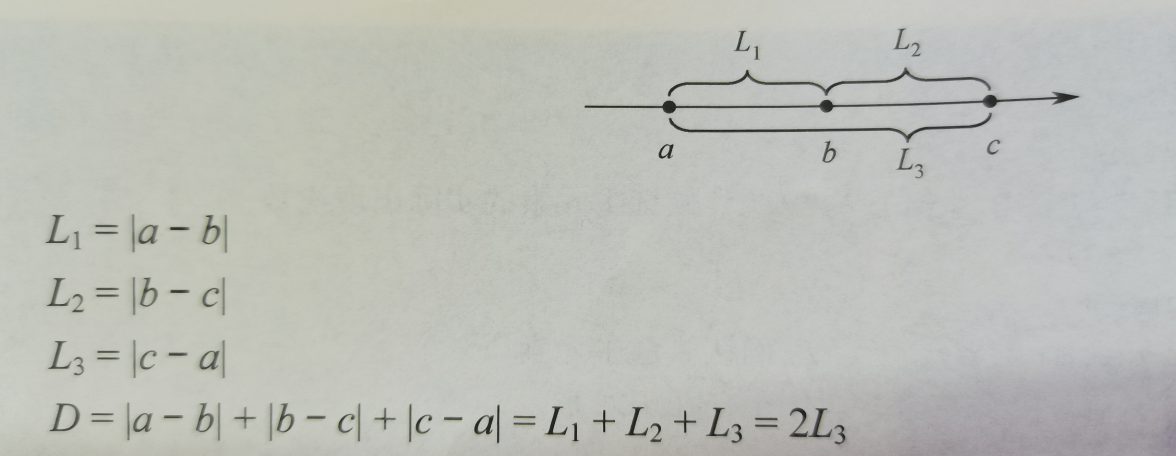 L₁ L₂
a b L₃ c
L₁ = |a − b|
L₂ = |b − c|
L₃ = |c − a|
D = |a − b| + |b − c| + |c − a| = L₁ + L₂ + L₃ = 2L₃